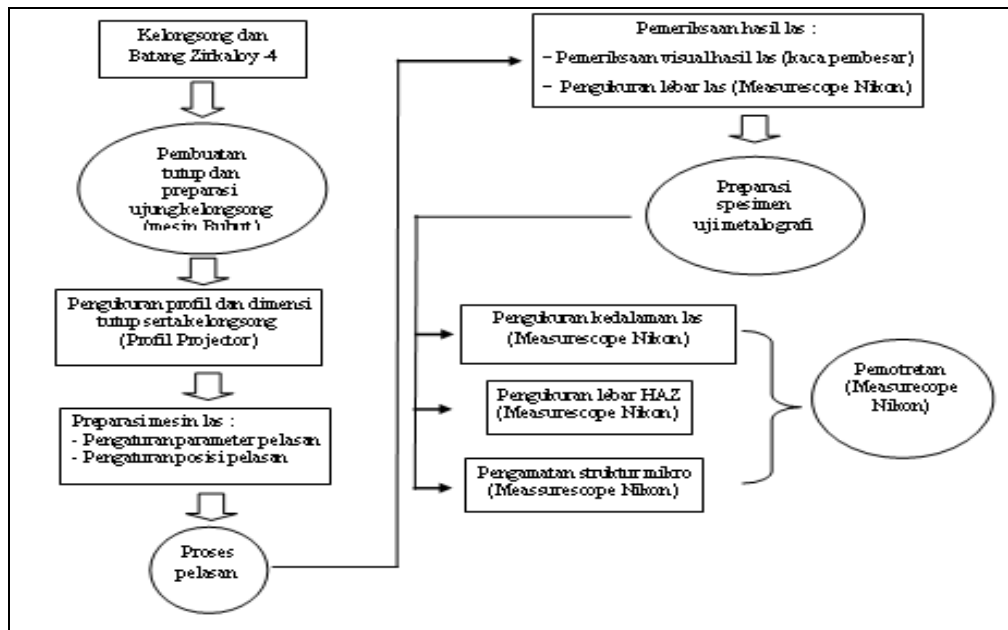 Kelongsong dan
Batang Zirkaloy -4
Pembuatan
tutup dan
preparasi
ujung kelongsong
(mesin Bubut)
Pengukuran profil dan dimensi
tutup serta kelongsong
(Profil Projector)
Preparasi mesin las :
- Pengaturan parameter pelasan
- Pengaturan posisi pelasan
Proses
pelasan
Pemeriksaan hasil las :
– Pemeriksaan visual hasil las (kaca pembesar)
– Pengukuran lebar las (Measurescope Nikon)
Preparasi
spesimen
uji metalografi
Pengukuran kedalaman las
(Measurescope Nikon)
Pengukuran lebar HAZ
(Measurescope Nikon)
Pengamatan struktur mikro
(Meassurescope Nikon)
Pemotretan
(Measurecope
Nikon)